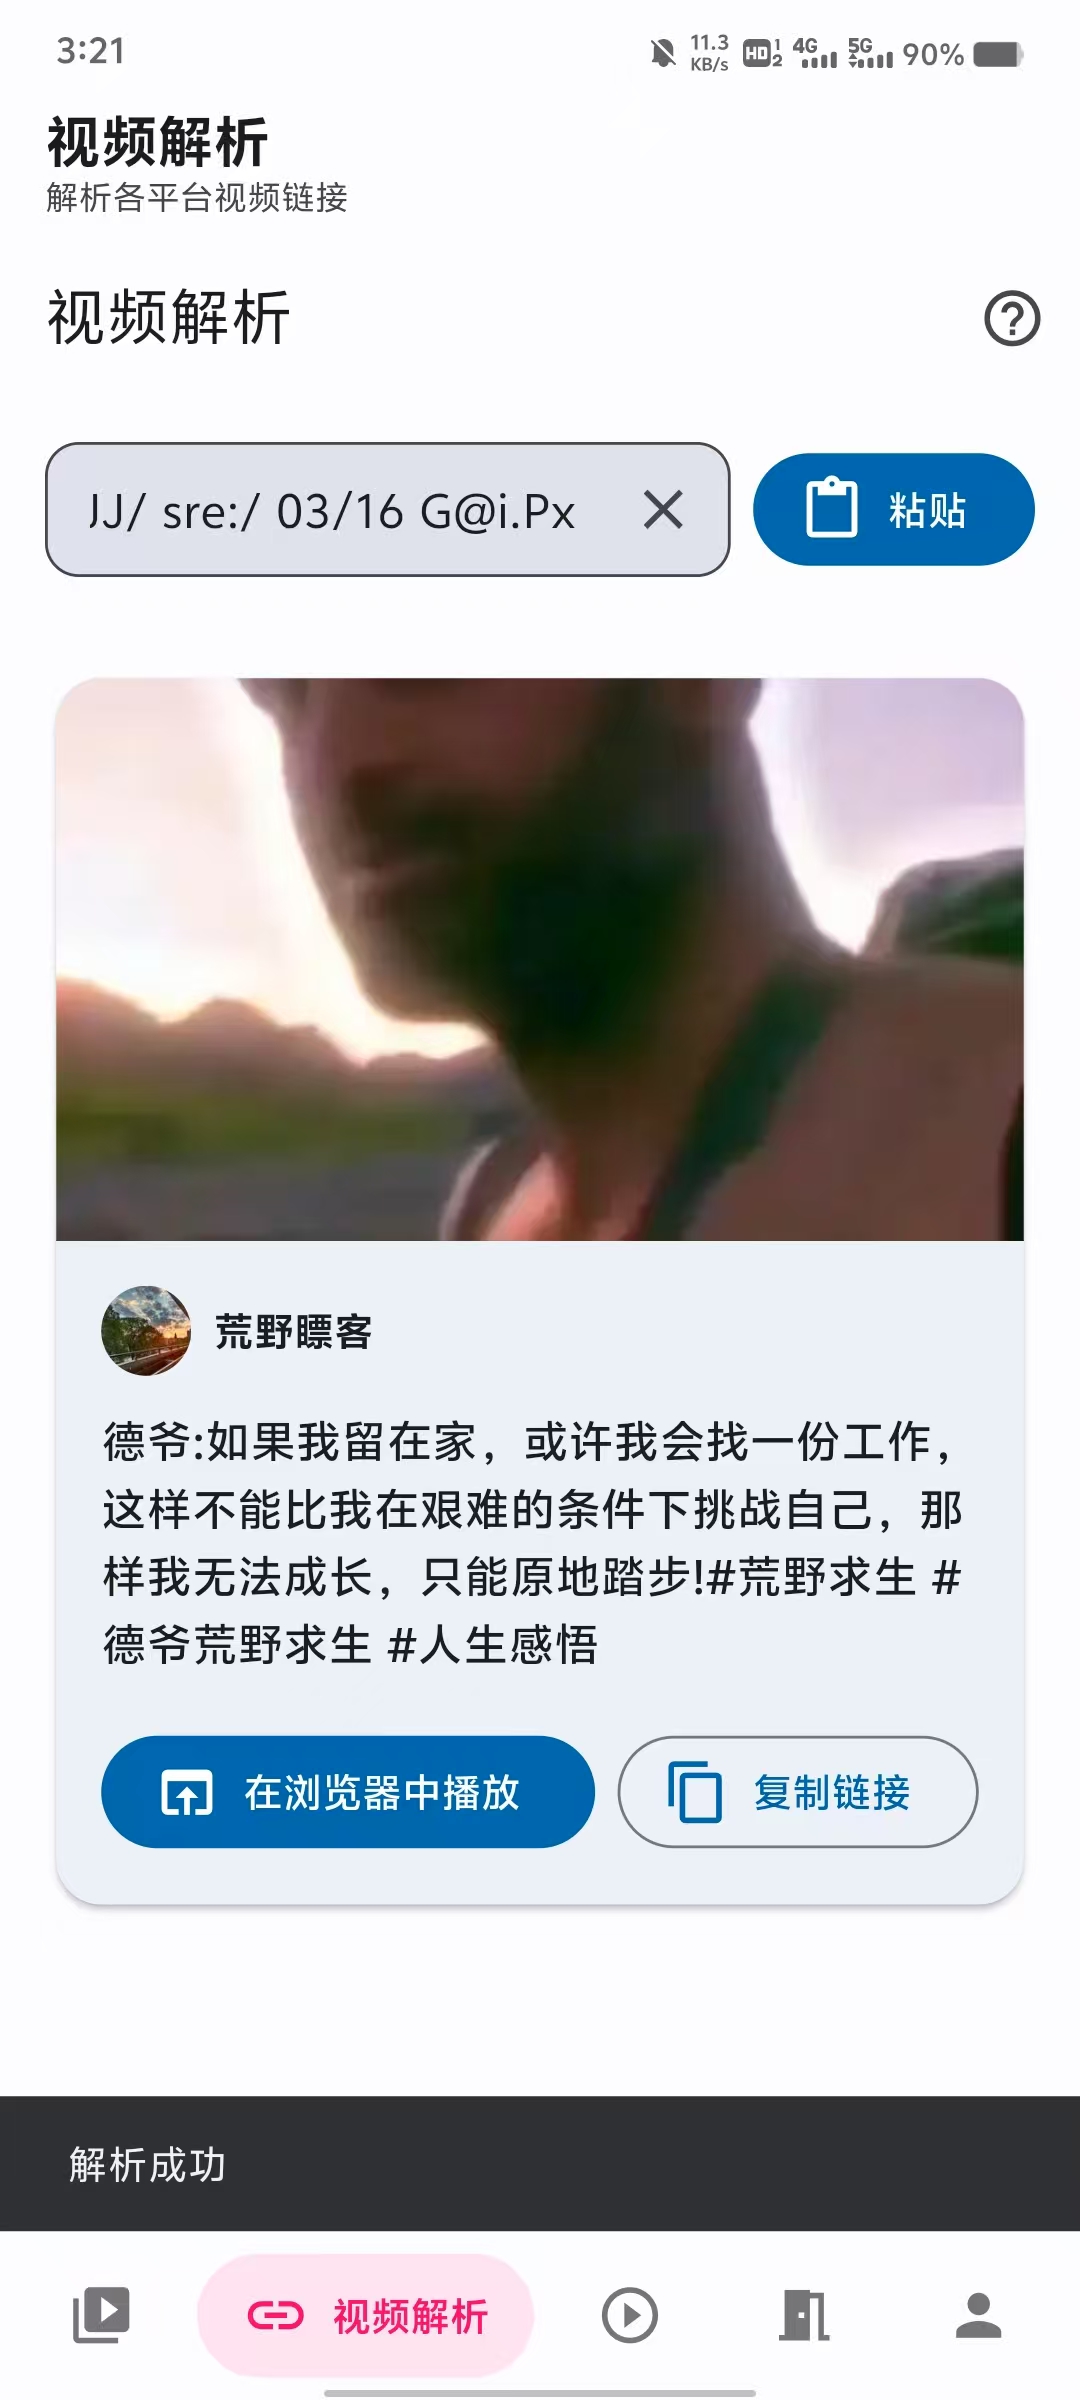 3:21
11.3 KB/s HD 1 2 4G 5G 90%
视频解析
解析各平台视频链接
视频解析
JJ/ sre:/ 03/16 G@i.Px
粘贴
荒野瞟客
德爷:如果我留在家，或许我会找一份工作，
这样不能比我在艰难的条件下挑战自己，那
样我无法成长，只能原地踏步!#荒野求生 #
德爷荒野求生 #人生感悟
在浏览器中播放
复制链接
解析成功
视频解析